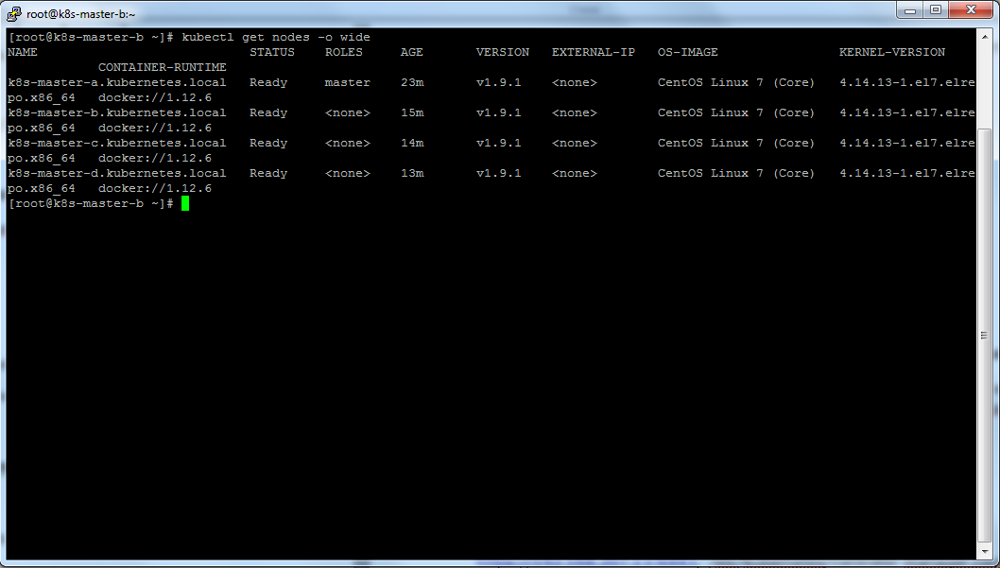 root@k8s-master-b:~
[root@k8s-master-b ~]# kubectl get nodes -o wide
NAME                            STATUS    ROLES     AGE       VERSION   EXTERNAL-IP   OS-IMAGE                KERNEL-VERSION
            CONTAINER-RUNTIME
k8s-master-a.kubernetes.local   Ready     master    23m       v1.9.1    <none>        CentOS Linux 7 (Core)   4.14.13-1.el7.elre
po.x86_64   docker://1.12.6
k8s-master-b.kubernetes.local   Ready     <none>    15m       v1.9.1    <none>        CentOS Linux 7 (Core)   4.14.13-1.el7.elre
po.x86_64   docker://1.12.6
k8s-master-c.kubernetes.local   Ready     <none>    14m       v1.9.1    <none>        CentOS Linux 7 (Core)   4.14.13-1.el7.elre
po.x86_64   docker://1.12.6
k8s-master-d.kubernetes.local   Ready     <none>    13m       v1.9.1    <none>        CentOS Linux 7 (Core)   4.14.13-1.el7.elre
po.x86_64   docker://1.12.6
[root@k8s-master-b ~]#